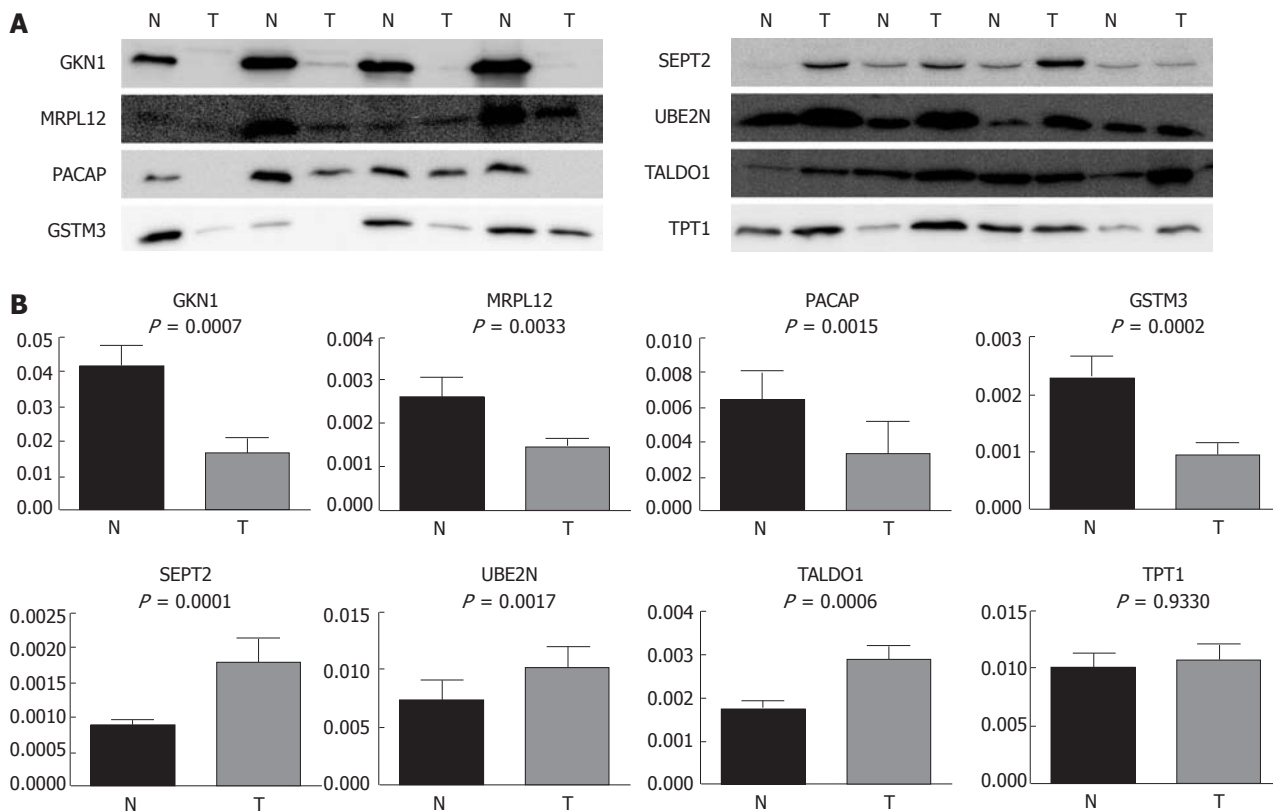 A
N T N T N T N T
GKN1
MRPL12
PACAP
GSTM3
N T N T N T N T
SEPT2
UBE2N
TALDO1
TPT1
B
GKN1
P = 0.0007
0.05
0.04
0.03
0.02
0.01
0.00
N T
MRPL12
P = 0.0033
0.004
0.003
0.002
0.001
0.000
N T
PACAP
P = 0.0015
0.010
0.008
0.006
0.004
0.002
0.000
N T
GSTM3
P = 0.0002
0.003
0.002
0.001
0.000
N T
SEPT2
P = 0.0001
0.0025
0.0020
0.0015
0.0010
0.0005
0.0000
N T
UBE2N
P = 0.0017
0.015
0.010
0.005
0.000
N T
TALDO1
P = 0.0006
0.004
0.003
0.002
0.001
0.000
N T
TPT1
P = 0.9330
0.015
0.010
0.005
0.000
N T